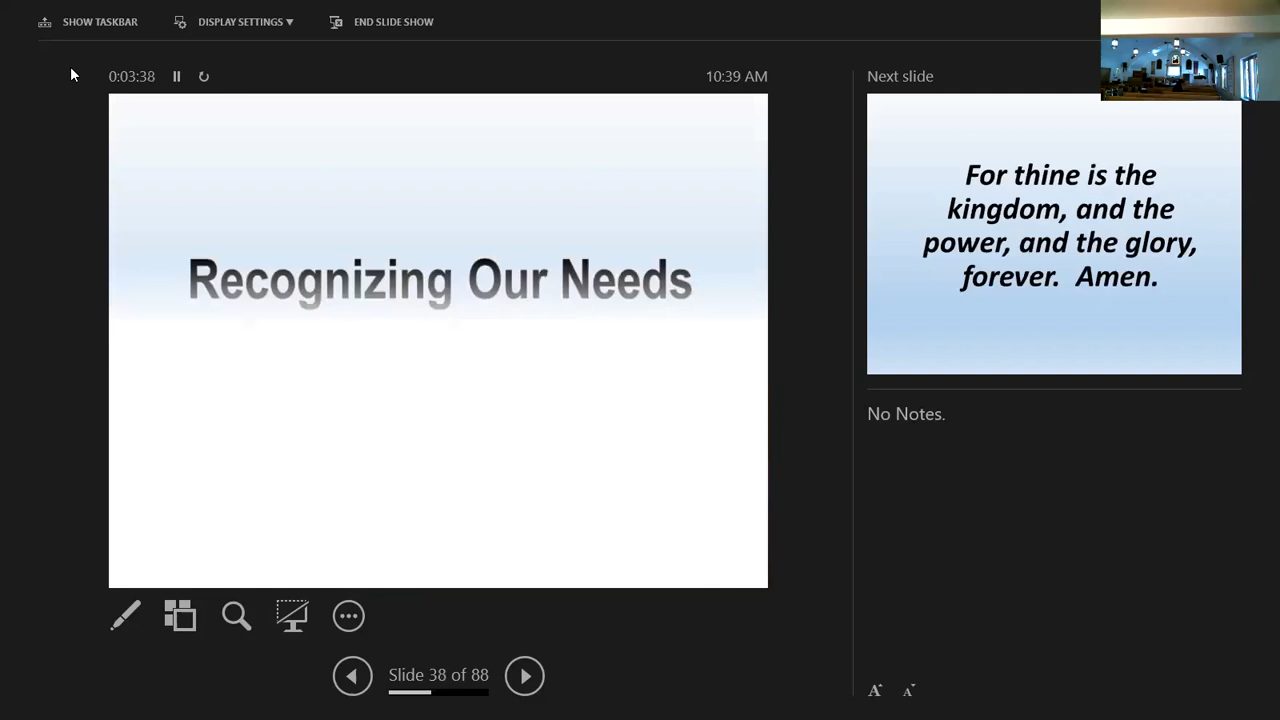 SHOW TASKBAR DISPLAY SETTINGS ▼ END SLIDE SHOW
0:03:38 10:39 AM Next slide
Recognizing Our Needs
For thine is the
kingdom, and the
power, and the glory,
forever. Amen.
No Notes.
Slide 38 of 88
A A